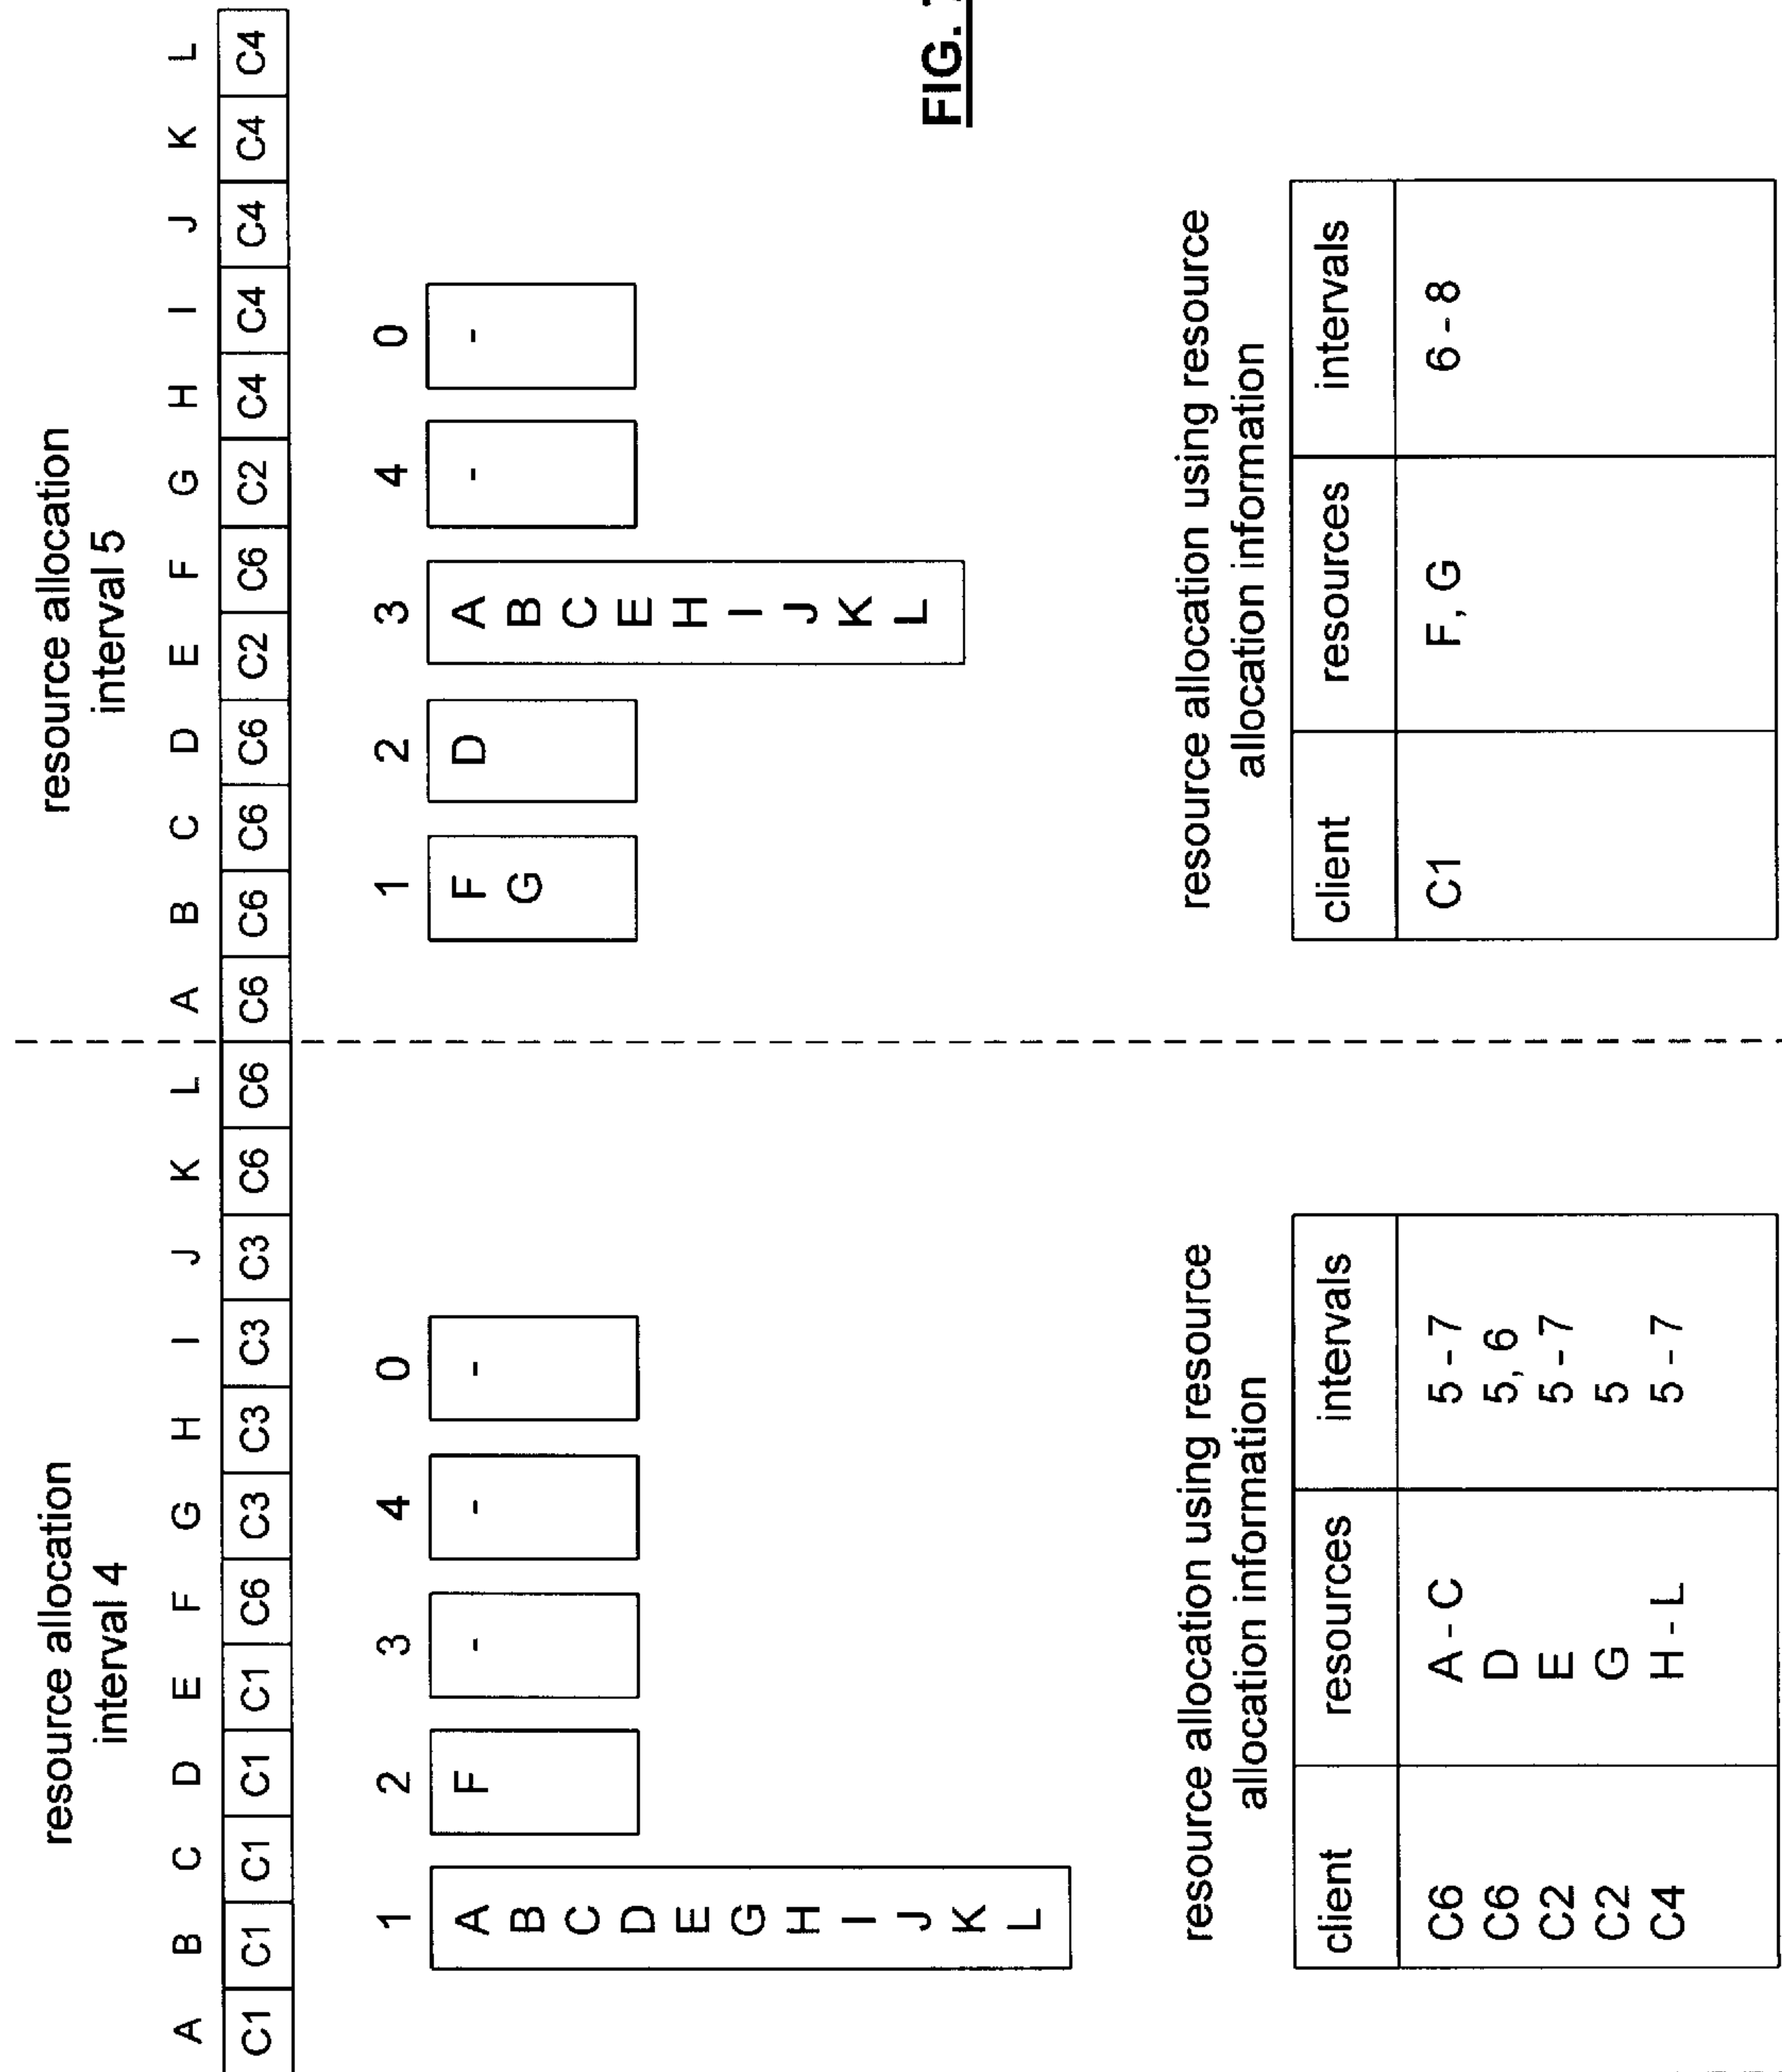 resource allocation
interval 4
A B C D E F G H I J K L
C1 C1 C1 C1 C1 C6 C3 C3 C3 C3 C6 C6
1 2 3 4 0
A F - - -
B
C
D
E
G
H
I
J
K
L
resource allocation using resource
allocation information
client resources intervals
C6 A - C 5 - 7
C6 D 5, 6
C2 E 5 - 7
C2 G 5
C4 H - L 5 - 7
resource allocation
interval 5
A B C D E F G H I J K L
C6 C6 C6 C6 C2 C6 C2 C4 C4 C4 C4 C4
1 2 3 4 0
F D A - -
G B
C
E
H
I
J
K
L
resource allocation using resource
allocation information
client resources intervals
C1 F, G 6 - 8
FIG.